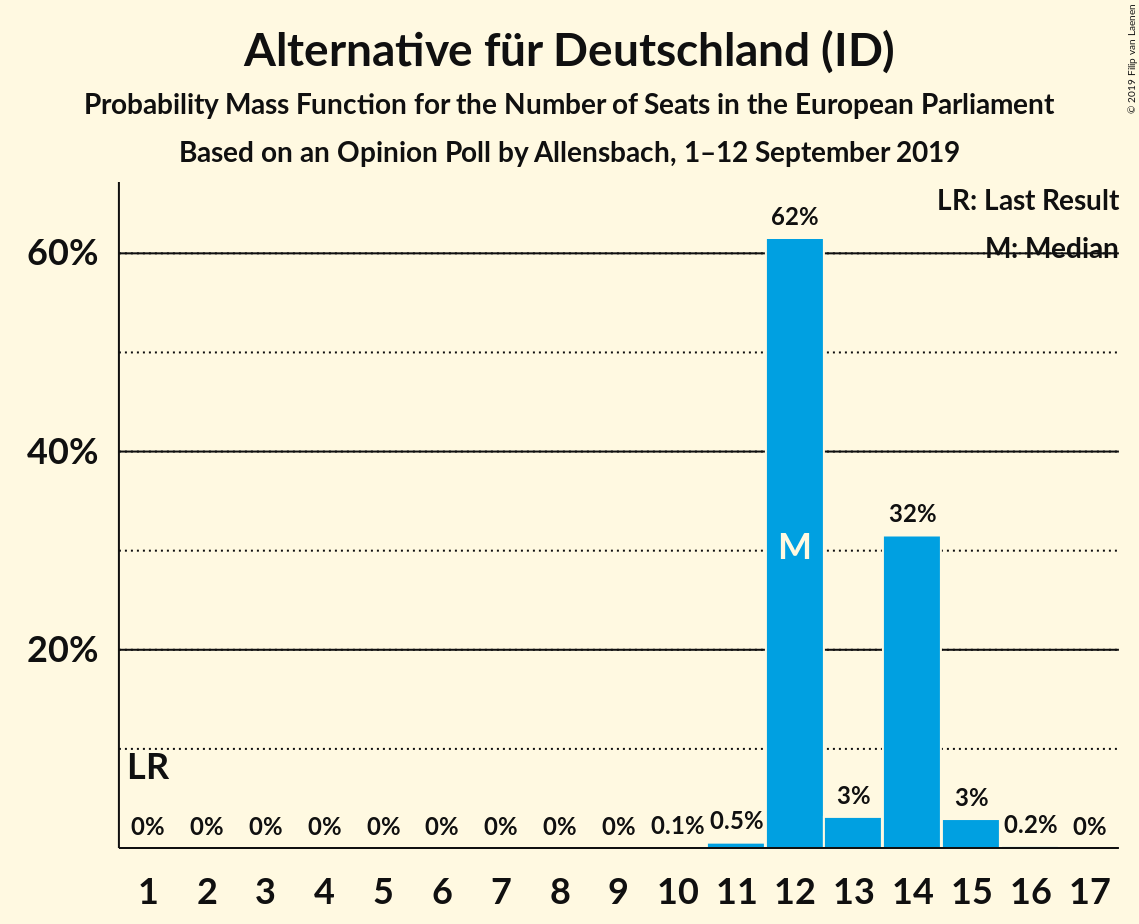 Alternative für Deutschland (ID)
Probability Mass Function for the Number of Seats in the European Parliament
Based on an Opinion Poll by Allensbach, 1–12 September 2019
© 2019 Filip van Laenen
LR: Last Result
M: Median
60%
40%
20%
62%
M
32%
LR
0% 0% 0% 0% 0% 0% 0% 0% 0% 0.1% 0.5% 3% 3% 0.2% 0%
1 2 3 4 5 6 7 8 9 10 11 12 13 14 15 16 17